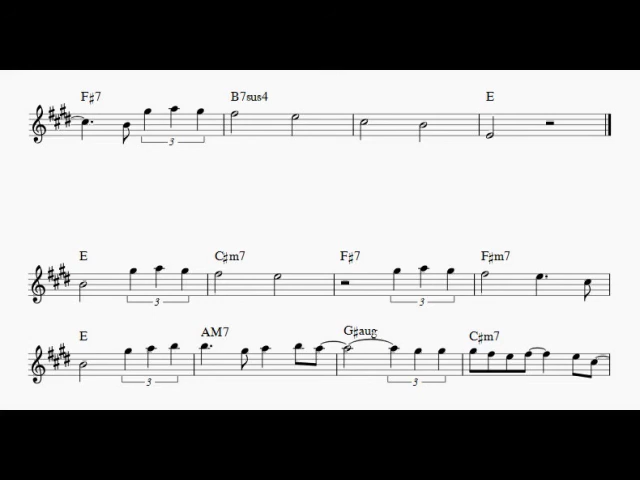 F♯7 B7sus4 E
3
E C♯m7 F♯7 F♯m7
3 3
E AM7 G♯aug C♯m7
3 3